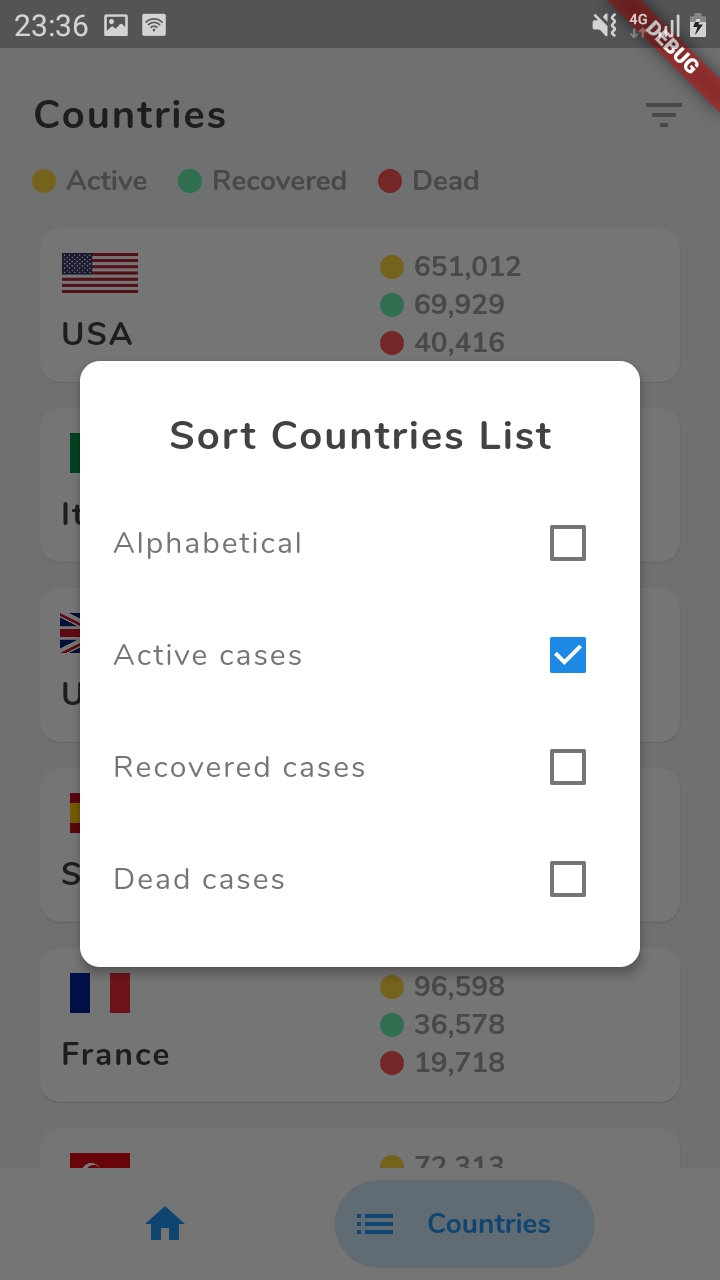 23:36
4G
DEBUG
Countries
Active Recovered Dead
651,012
69,929
USA
40,416
Sort Countries List
It
Alphabetical
Active cases
U
Recovered cases
S
Dead cases
96,598
36,578
France
19,718
72,313
Countries